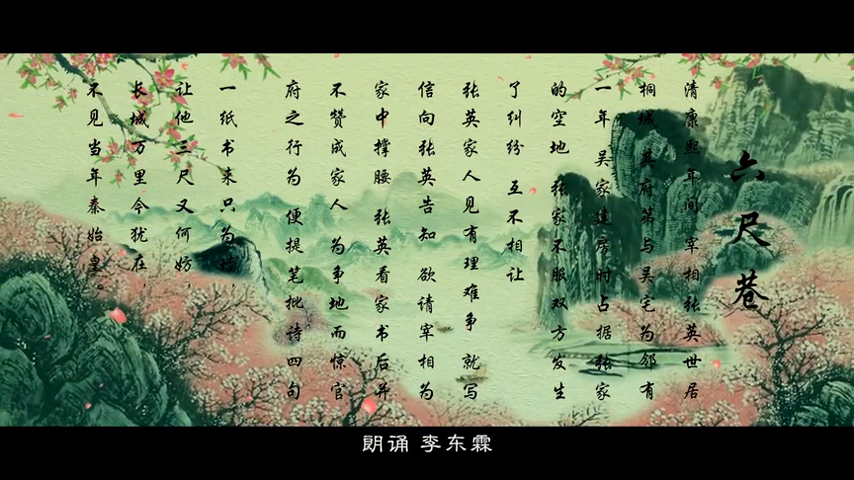 六尺巷
清康熙年间宰相张英世居
桐城其府第与吴宅为邻有
一年吴家建房时占据张家
的空地 张家不服双方发生
了纠纷 互不相让
张英家人见有理难争 就写
信向张英告知 欲请宰相为
家中撑腰 张英看家书后并
不赞成家人 为争地而惊官
府之行为 便提笔批诗四句
一纸书来只为墙，
让他三尺又何妨，
长城万里今犹在，
不见当年秦始皇。
朗诵 李东霖